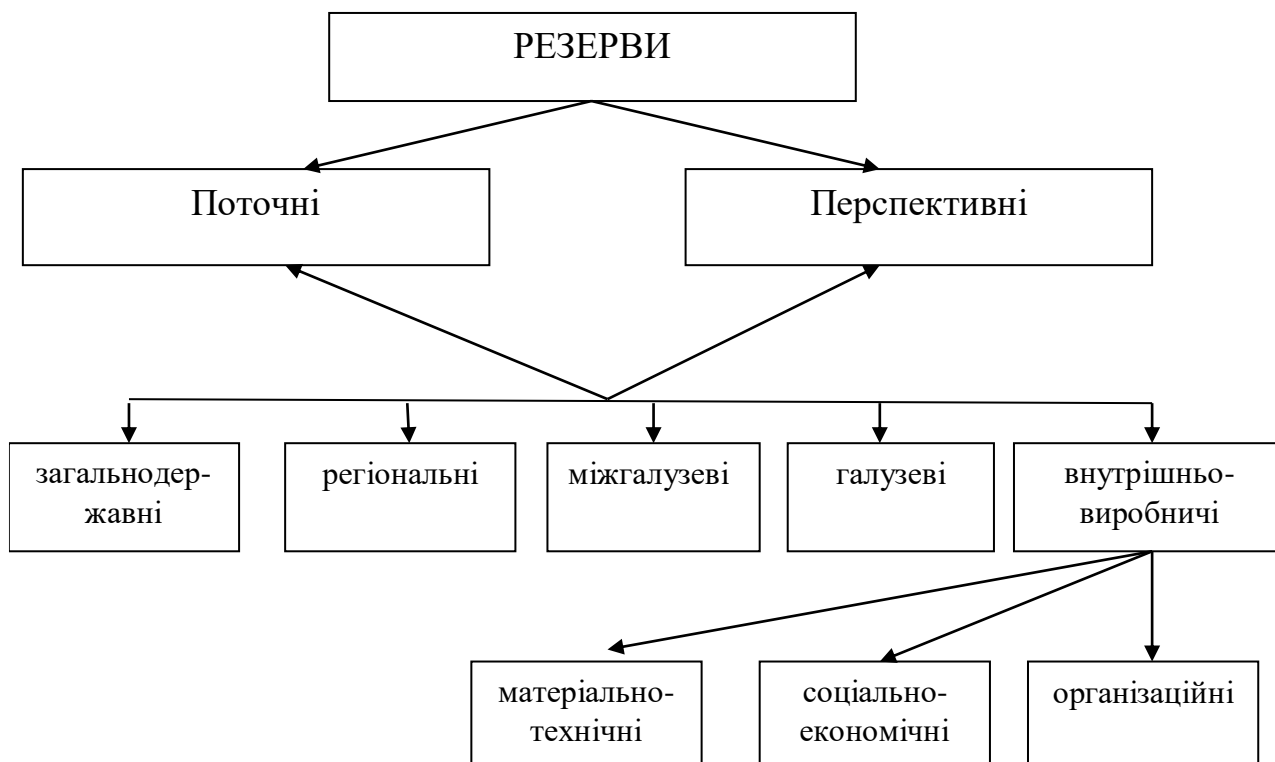 РЕЗЕРВИ
Поточні
Перспективні
загальнодер-
жавні
регіональні
міжгалузеві
галузеві
внутрішньо-
виробничі
матеріально-
технічні
соціально-
економічні
організаційні